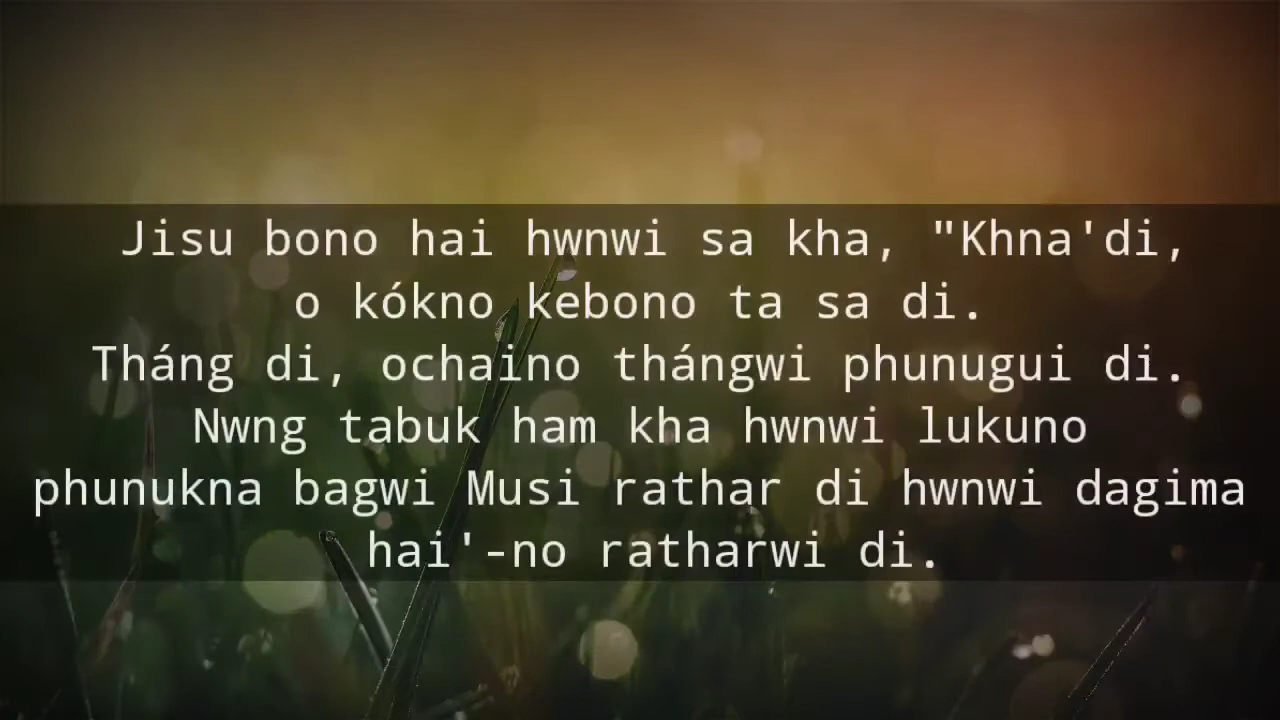 Jisu bono hai hwnwi sa kha, "Khna'di,
o kókno kebono ta sa di.
Tháng di, ochaino thángwi phunugui di.
Nwng tabuk ham kha hwnwi lukuno
phunukna bagwi Musi rathar di hwnwi dagima
hai'-no ratharwi di.